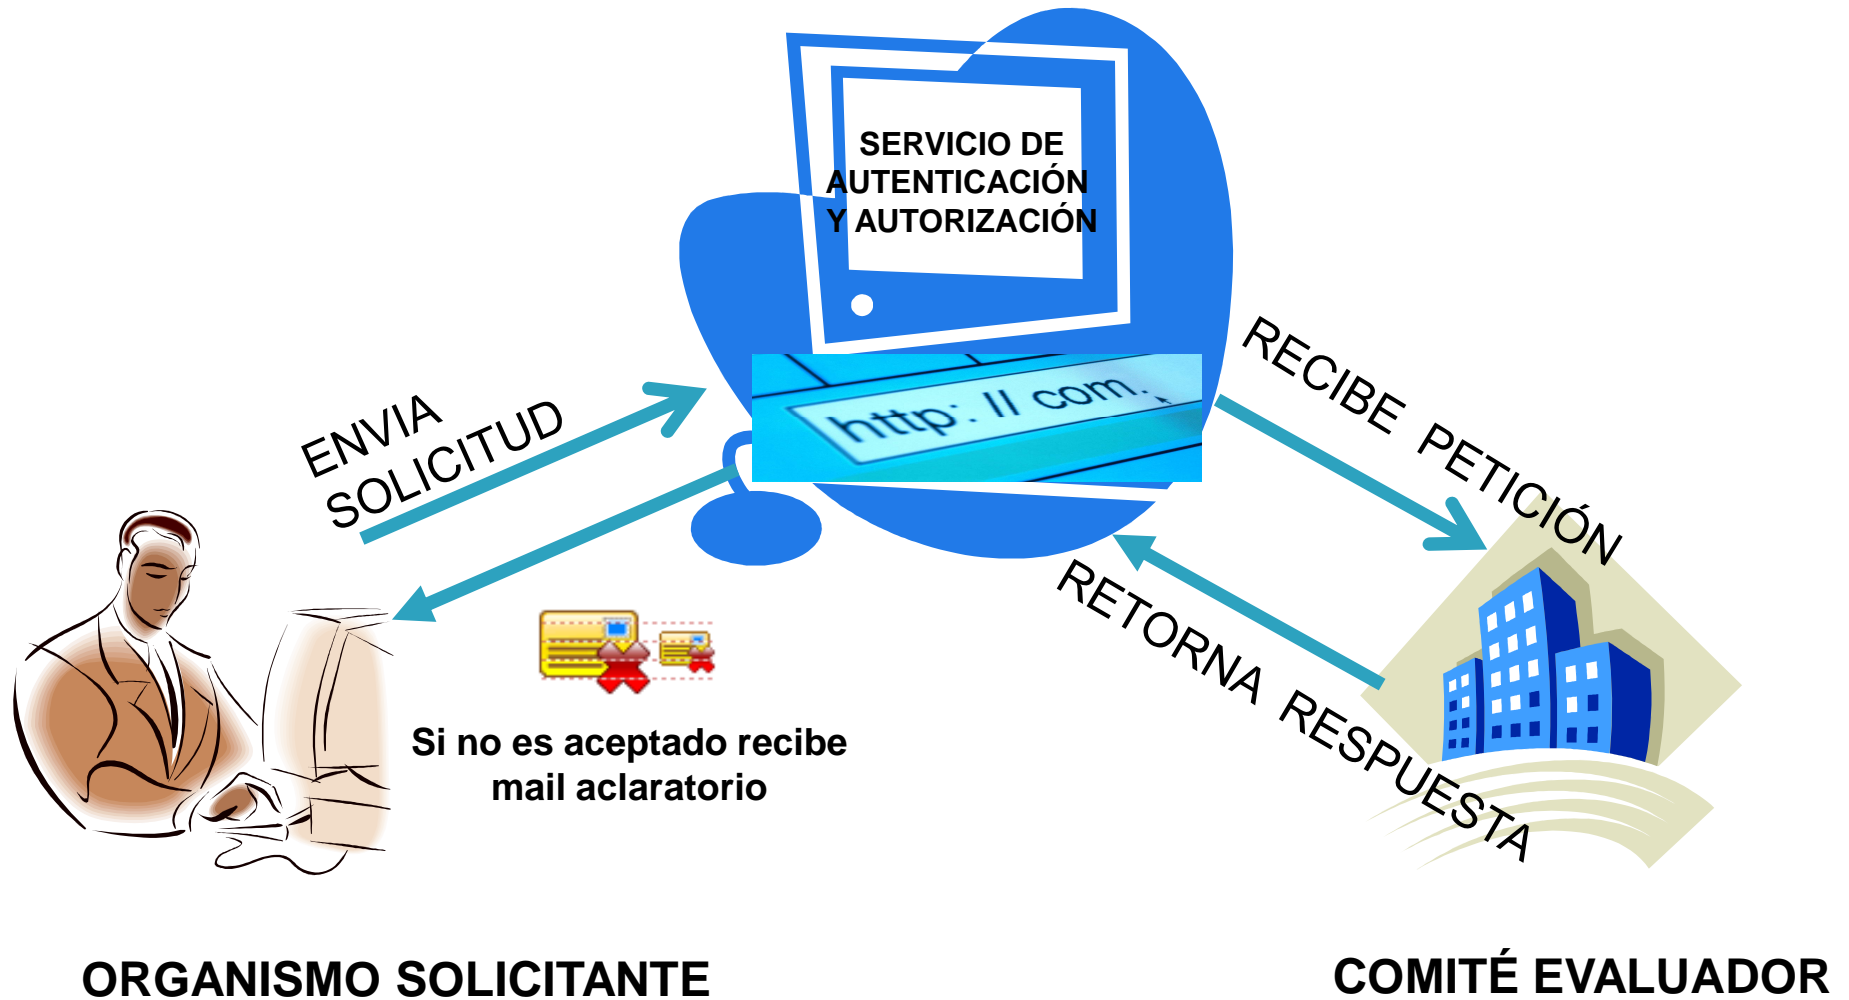 SERVICIO DE
AUTENTICACIÓN
Y AUTORIZACIÓN
http: // com.
ENVIA
SOLICITUD
RECIBE PETICIÓN
RETORNA RESPUESTA
Si no es aceptado recibe
mail aclaratorio
ORGANISMO SOLICITANTE
COMITÉ EVALUADOR